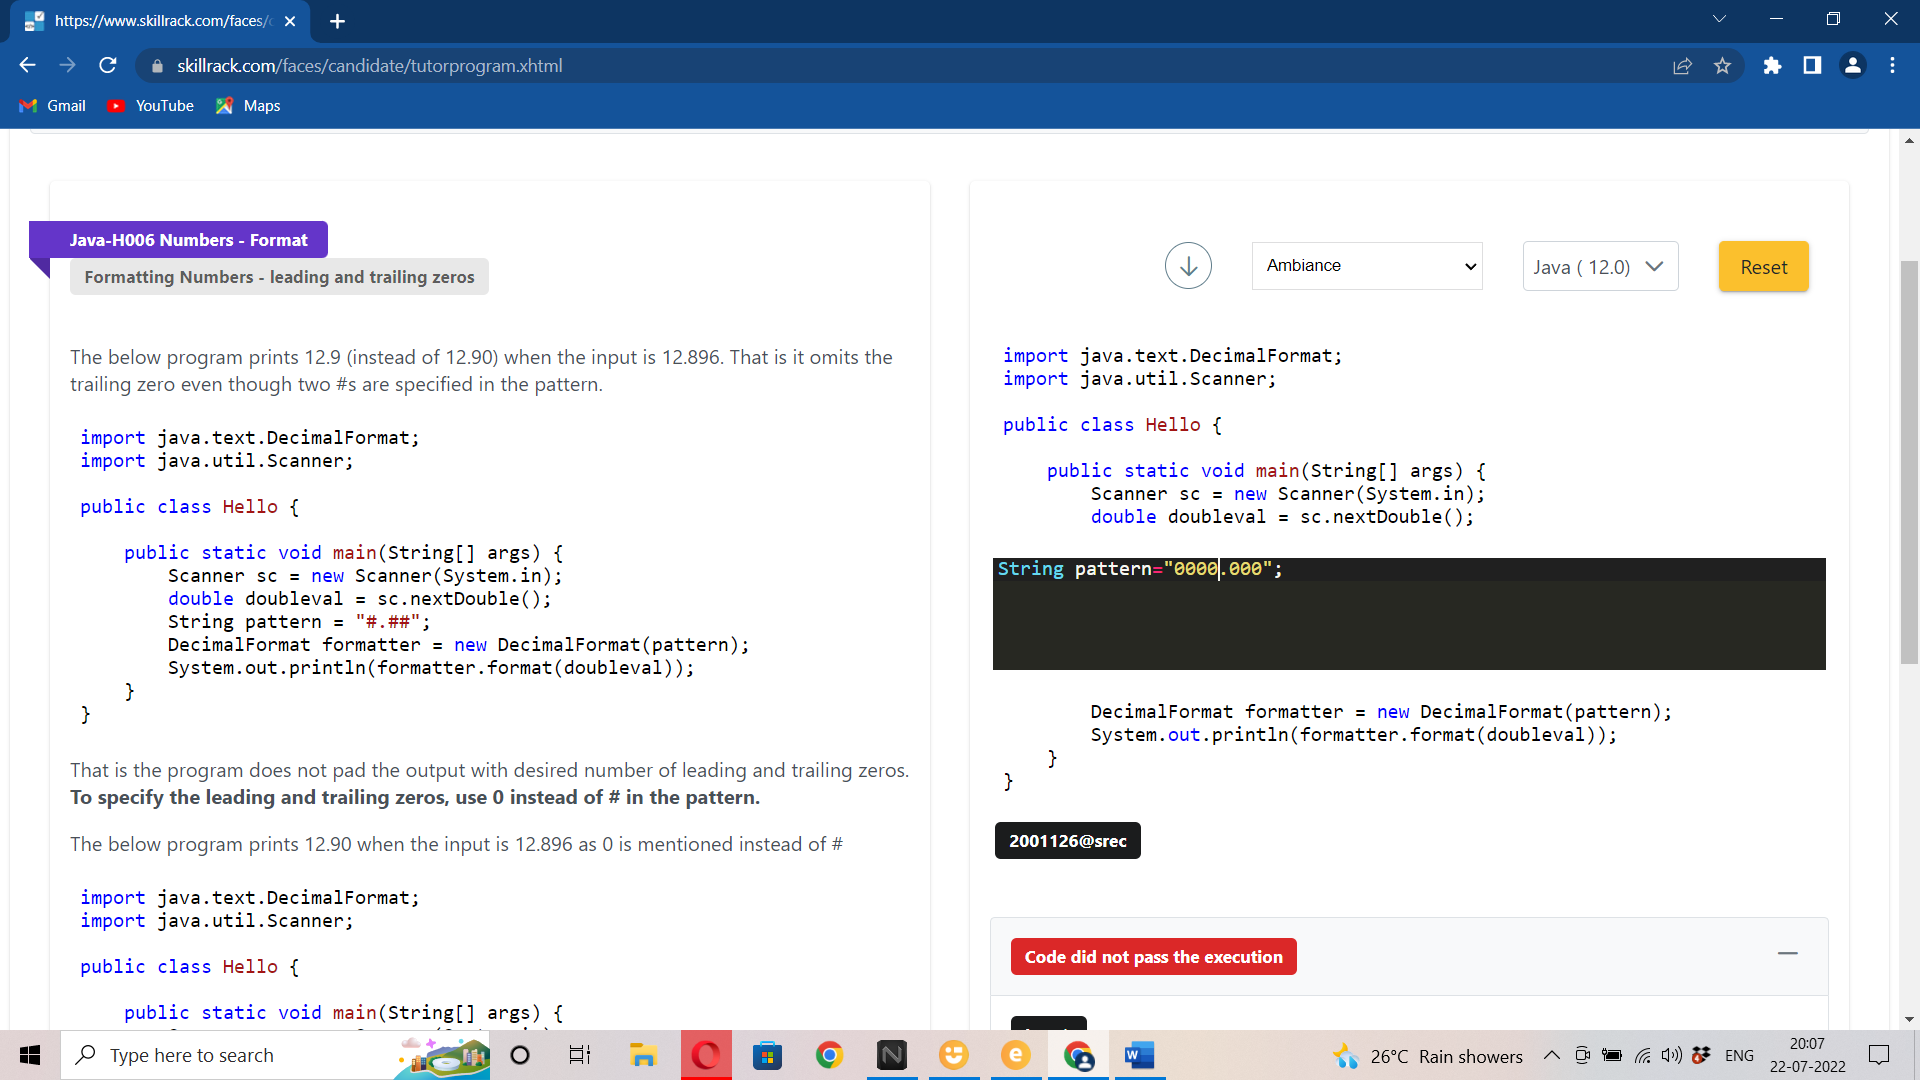 https://www.skillrack.com/faces/c
skillrack.com/faces/candidate/tutorprogram.xhtml
Gmail YouTube Maps
Java-H006 Numbers - Format
Formatting Numbers - leading and trailing zeros
The below program prints 12.9 (instead of 12.90) when the input is 12.896. That is it omits the
trailing zero even though two #s are specified in the pattern.
import java.text.DecimalFormat;
import java.util.Scanner;
public class Hello {
public static void main(String[] args) {
Scanner sc = new Scanner(System.in);
double doubleval = sc.nextDouble();
String pattern = "#.##";
DecimalFormat formatter = new DecimalFormat(pattern);
System.out.println(formatter.format(doubleval));
}
}
That is the program does not pad the output with desired number of leading and trailing zeros.
To specify the leading and trailing zeros, use 0 instead of # in the pattern.
The below program prints 12.90 when the input is 12.896 as 0 is mentioned instead of #
import java.text.DecimalFormat;
import java.util.Scanner;
public class Hello {
public static void main(String[] args) {
Ambiance
Java ( 12.0)
Reset
import java.text.DecimalFormat;
import java.util.Scanner;
public class Hello {
public static void main(String[] args) {
Scanner sc = new Scanner(System.in);
double doubleval = sc.nextDouble();
String pattern="0000.000";
DecimalFormat formatter = new DecimalFormat(pattern);
System.out.println(formatter.format(doubleval));
}
}
2001126@srec
Code did not pass the execution
Type here to search
26°C Rain showers
ENG
20:07
22-07-2022